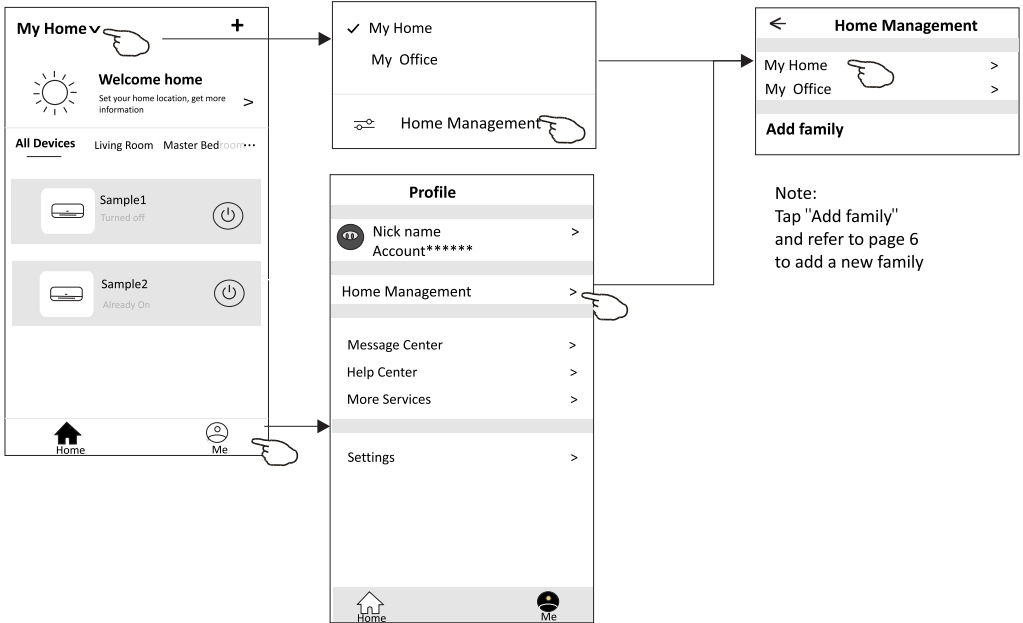 My Home
+
Welcome home
Set your home location, get more
information
>
All Devices
Living Room
Master Bedroom...
Sample1
Turned off
Sample2
Already On
Home
Me
✓ My Home
My Office
Home Management
Profile
Nick name >
Account******
Home Management >
Message Center >
Help Center >
More Services >
Settings >
Home
Me
← Home Management
My Home >
My Office >
Add family
Note:
Tap "Add family"
and refer to page 6
to add a new family